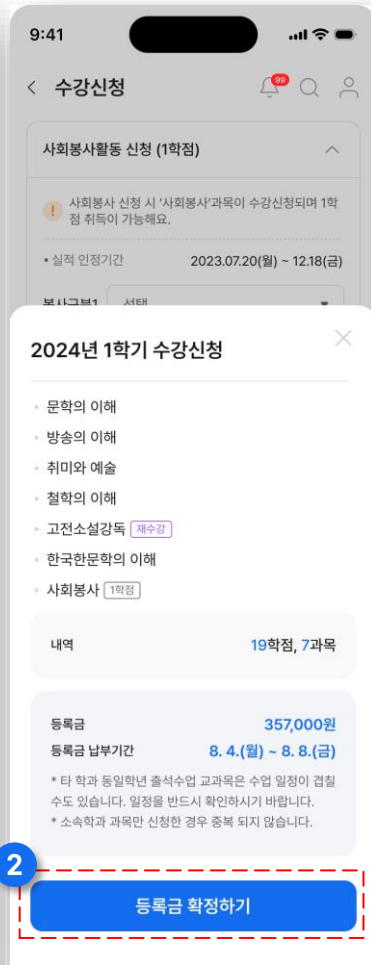 9:41
수강신청
99
사회봉사활동 신청 (1학점)
! 사회봉사 신청 시 '사회봉사'과목이 수강신청되며 1학
점 취득이 가능해요.
• 실적 인정기간 2023.07.20(월) ~ 12.18(금)
봉사구분1 선택
2024년 1학기 수강신청
문학의 이해
방송의 이해
취미와 예술
철학의 이해
고전소설강독 재수강
한국한문학의 이해
사회봉사 1학점
내역 19학점, 7과목
등록금 357,000원
등록금 납부기간 8. 4.(월) ~ 8. 8.(금)
* 타 학과 동일학년 출석수업 교과목은 수업 일정이 겹칠
수도 있습니다. 일정을 반드시 확인하시기 바랍니다.
* 소속학과 과목만 신청한 경우 중복 되지 않습니다.
2
등록금 확정하기